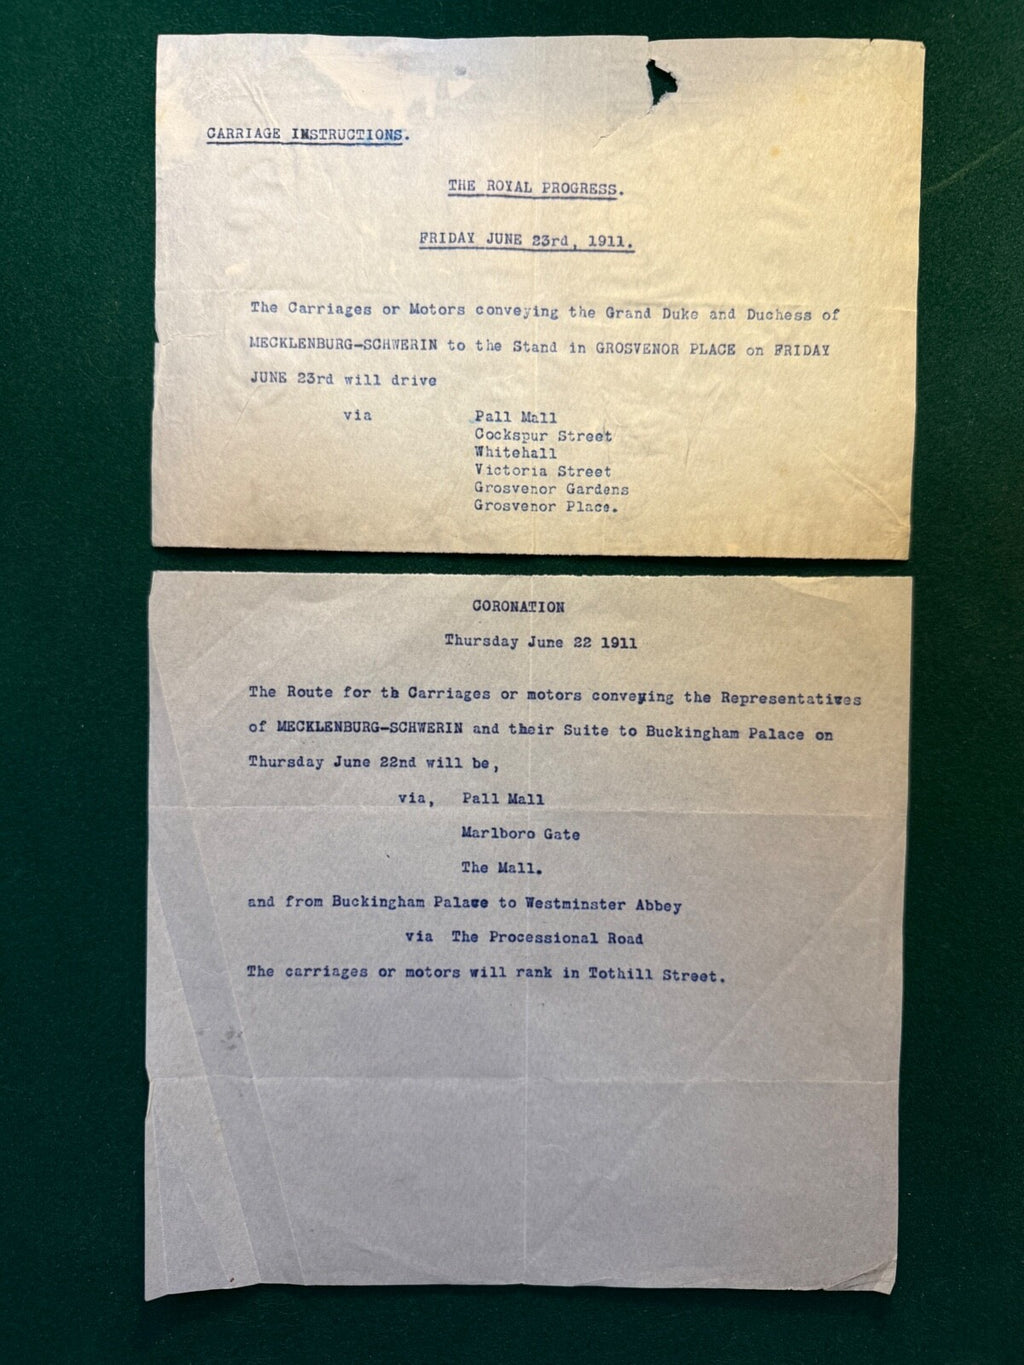 CARRIAGE INSTRUCTIONS.
THE ROYAL PROGRESS.
FRIDAY JUNE 23rd, 1911.
The Carriages or Motors conveying the Grand Duke and Duchess of
MECKLENBURG-SCHWERIN to the Stand in GROSVENOR PLACE on FRIDAY
JUNE 23rd will drive
via Pall Mall
Cockspur Street
Whitehall
Victoria Street
Grosvenor Gardens
Grosvenor Place.
CORONATION
Thursday June 22 1911
The Route for th Carriages or motors conveying the Representatives
of MECKLENBURG-SCHWERIN and their Suite to Buckingham Palace on
Thursday June 22nd will be,
via, Pall Mall
Marlboro Gate
The Mall.
and from Buckingham Palace to Westminster Abbey
via The Processional Road
The carriages or motors will rank in Tothill Street.